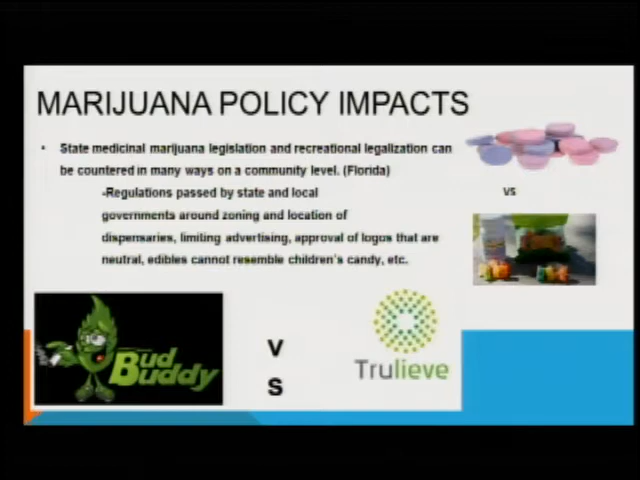 MARIJUANA POLICY IMPACTS
• State medicinal marijuana legislation and recreational legalization can
be countered in many ways on a community level. (Florida)
-Regulations passed by state and local
governments around zoning and location of
dispensaries, limiting advertising, approval of logos that are
neutral, edibles cannot resemble children's candy, etc.
vs
Bud
Buddy
V
S
Trulieve